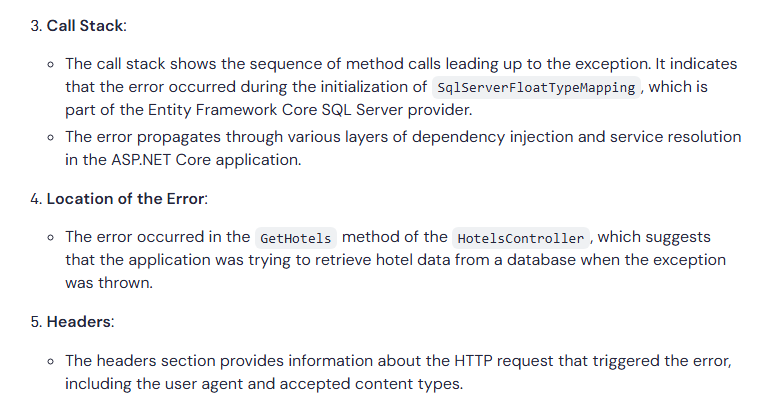 3. Call Stack:
○ The call stack shows the sequence of method calls leading up to the exception. It indicates
that the error occurred during the initialization of SqlServerFloatTypeMapping , which is
part of the Entity Framework Core SQL Server provider.
○ The error propagates through various layers of dependency injection and service resolution
in the ASP.NET Core application.
4. Location of the Error:
○ The error occurred in the GetHotels method of the HotelsController , which suggests
that the application was trying to retrieve hotel data from a database when the exception
was thrown.
5. Headers:
○ The headers section provides information about the HTTP request that triggered the error,
including the user agent and accepted content types.